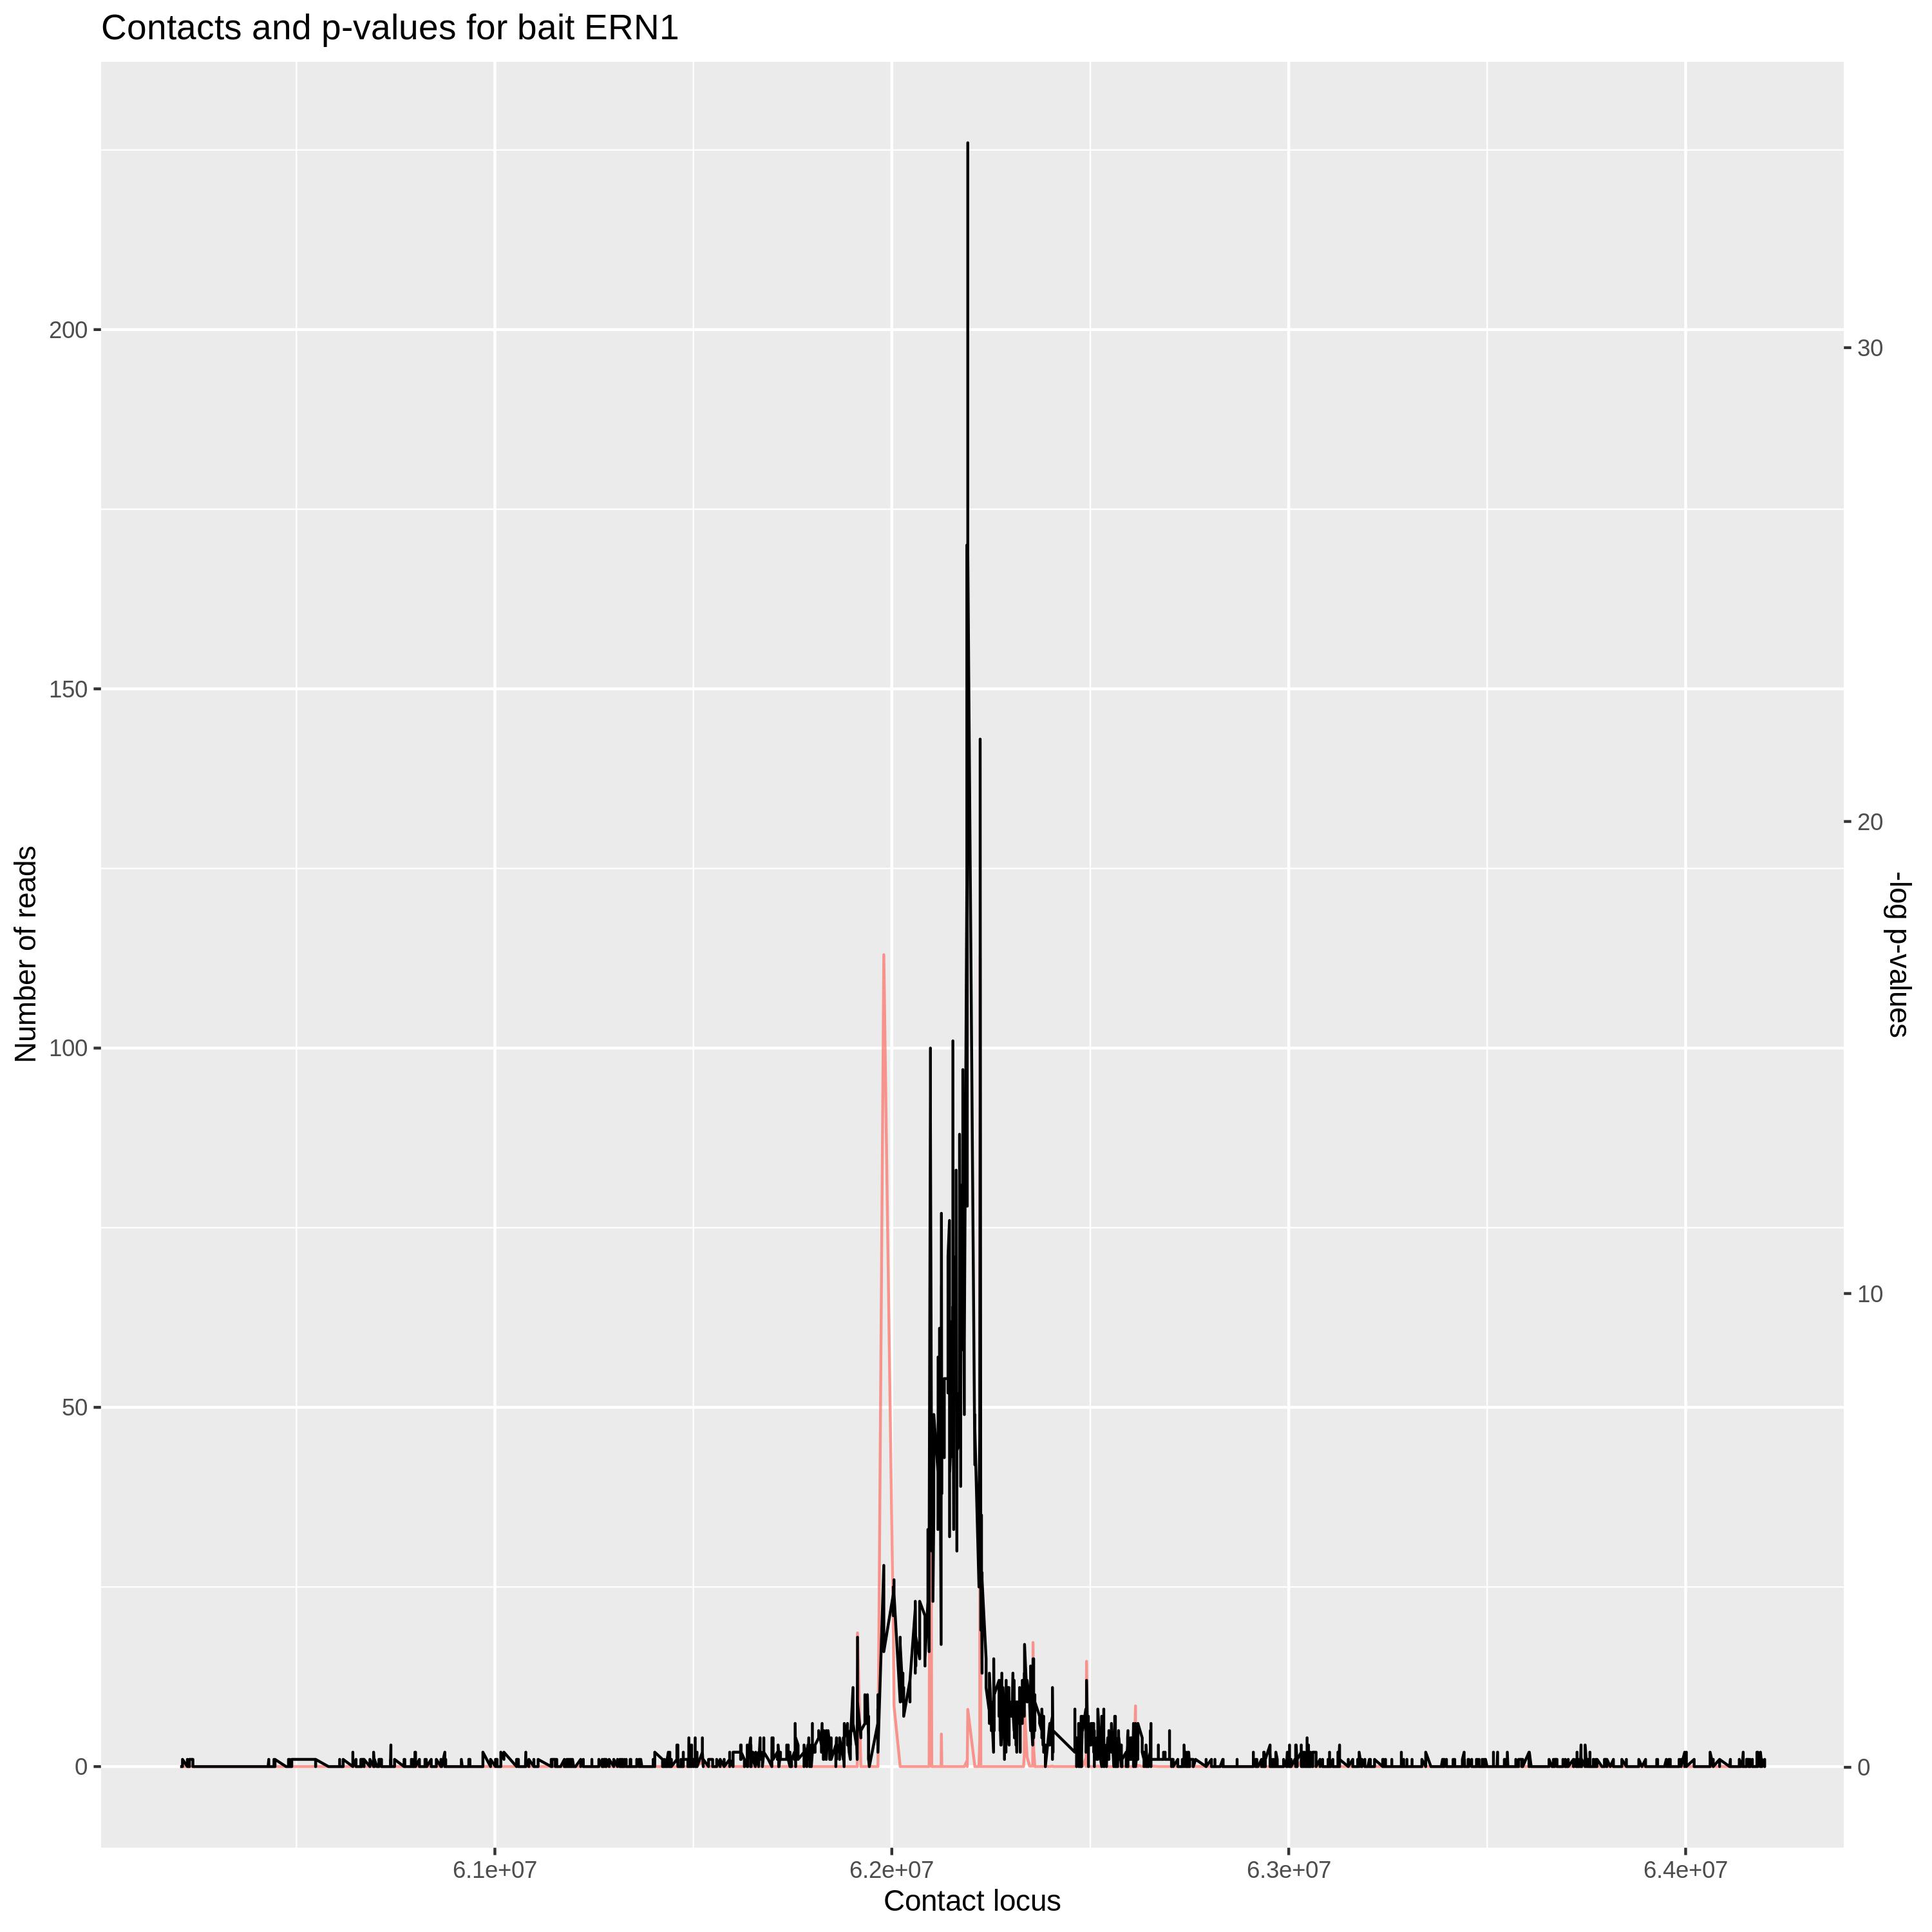 Contacts and p-values for bait ERN1
200
150
100
50
0
Number of reads
30
20
10
0
-log p-values
6.1e+07 6.2e+07 6.3e+07 6.4e+07
Contact locus